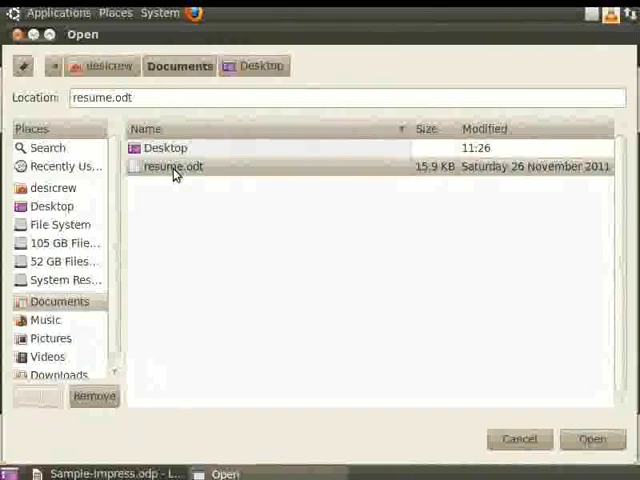 Applications Places System
Open
desicrew Documents Desktop
Location: resume.odt
Places Name Size Modified
Search Desktop 11:26
Recently Us... resume.odt 15.9 KB Saturday 26 November 2011
desicrew
Desktop
File System
105 GB File...
52 GB Files...
System Res...
Documents
Music
Pictures
Videos
Downloads
Remove
Cancel Open
Sample-Impress.odp - L... Open